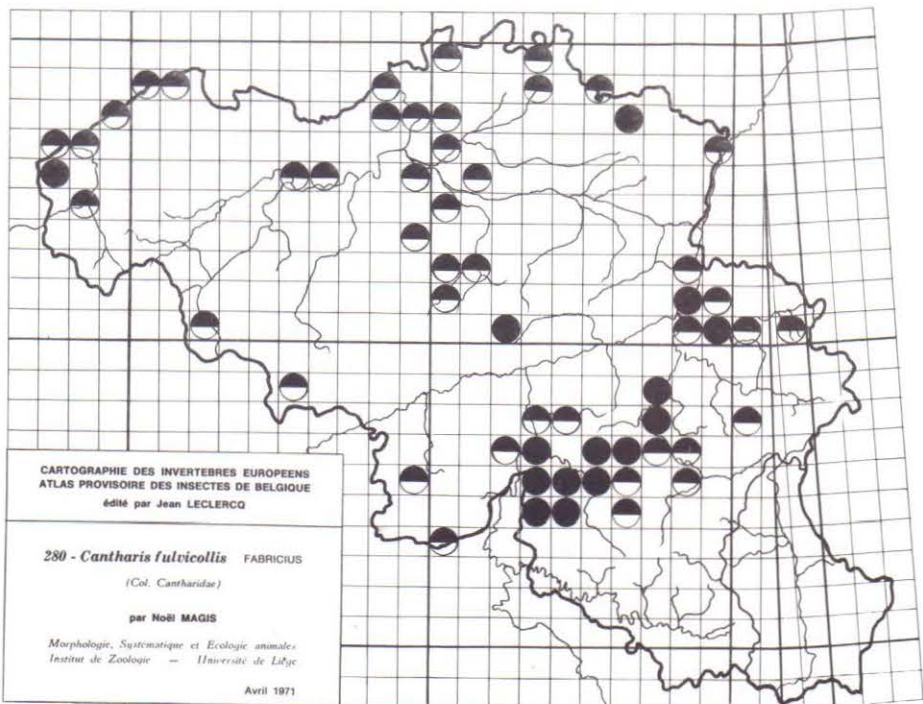 CARTOGRAPHIE DES INVERTEBRES EUROPEENS
ATLAS PROVISOIRE DES INSECTES DE BELGIQUE
édité par Jean LECLERCQ
280 - Cantharis fulvicollis FABRICIUS
(Col. Cantharidae)
par Noël MAGIS
Morphologie, Systématique et Ecologie animales
Institut de Zoologie — Université de Liège
Avril 1971